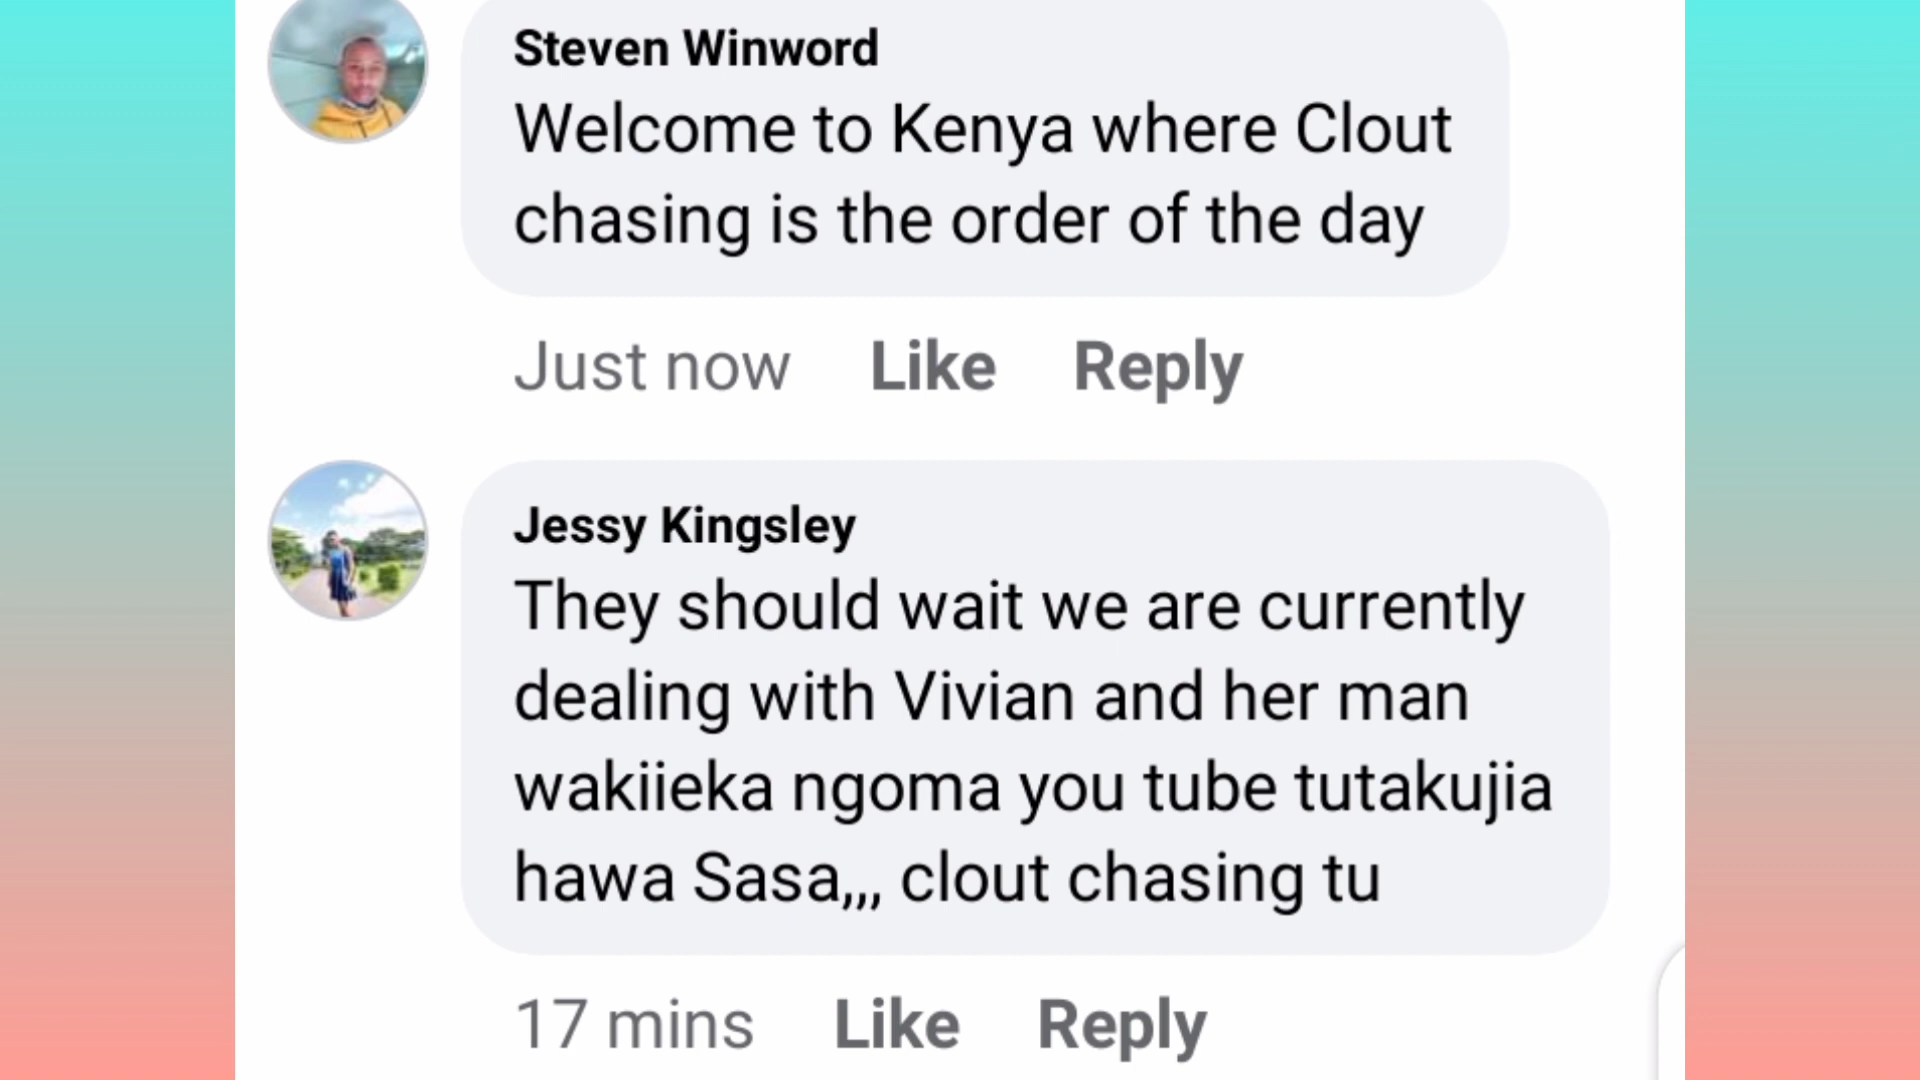 Steven Winword
Welcome to Kenya where Clout
chasing is the order of the day
Just now Like Reply
Jessy Kingsley
They should wait we are currently
dealing with Vivian and her man
wakiieka ngoma you tube tutakujia
hawa Sasa,,, clout chasing tu
17 mins Like Reply